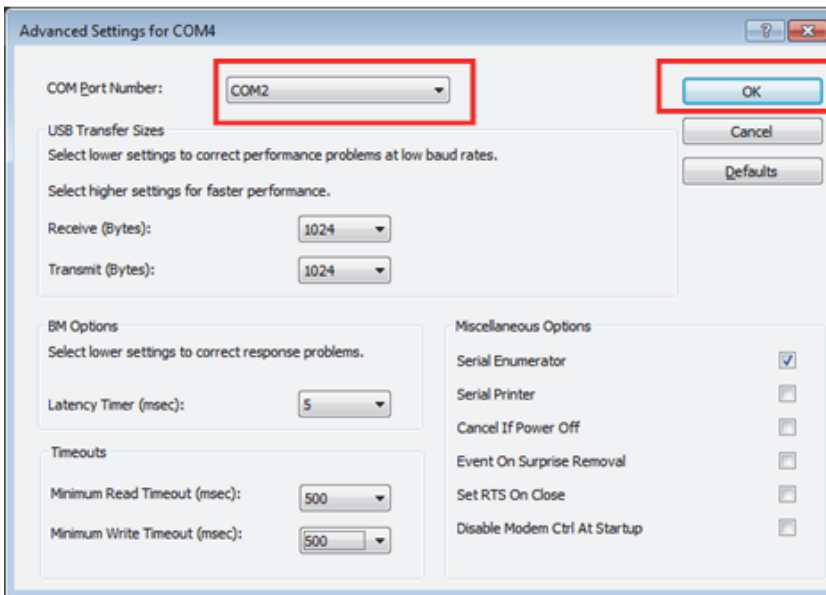 Advanced Settings for COM4
COM Port Number:
COM2
OK
USB Transfer Sizes
Cancel
Select lower settings to correct performance problems at low baud rates.
Defaults
Select higher settings for faster performance.
Receive (Bytes):
1024
Transmit (Bytes):
1024
BM Options
Select lower settings to correct response problems.
Latency Timer (msec):
5
Timeouts
Minimum Read Timeout (msec):
500
Minimum Write Timeout (msec):
500
Miscellaneous Options
Serial Enumerator
Serial Printer
Cancel If Power Off
Event On Surprise Removal
Set RTS On Close
Disable Modem Ctrl At Startup